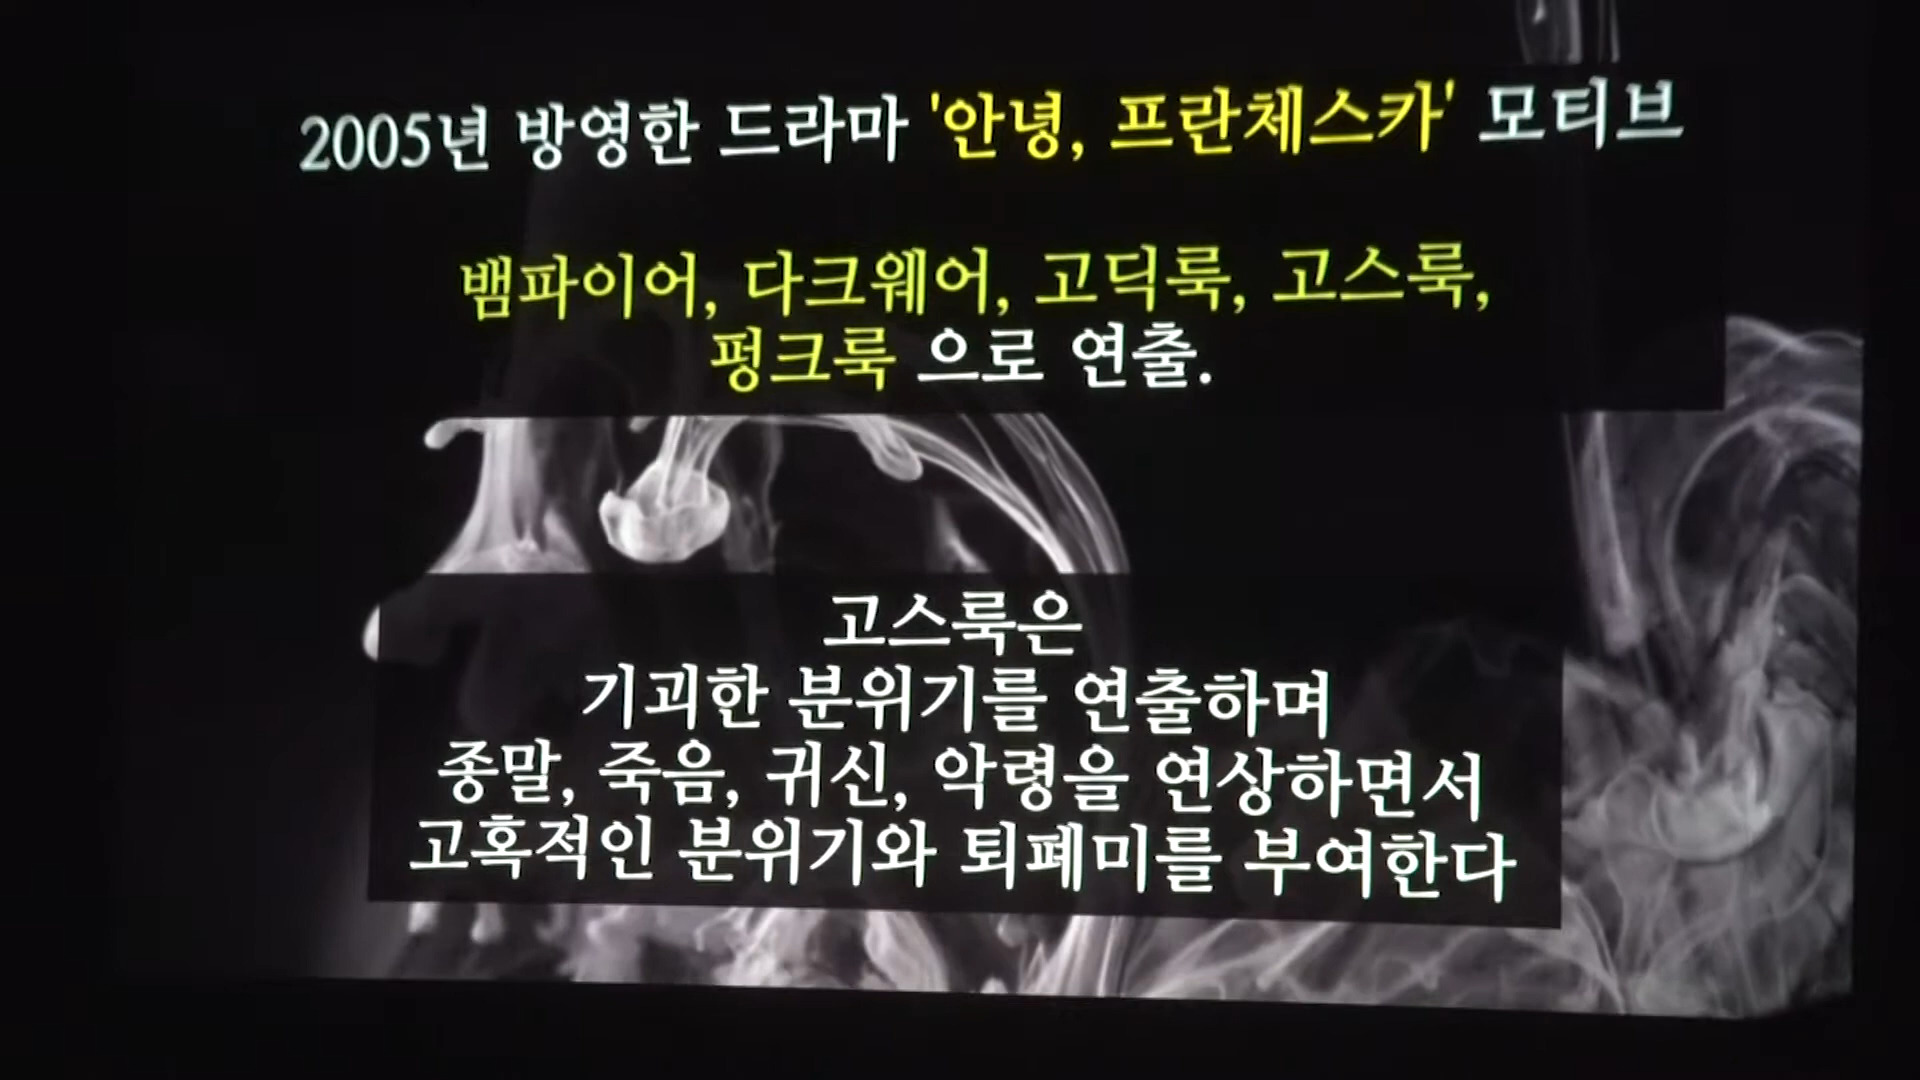 2005년 방영한 드라마 '안녕, 프란체스카' 모티브
뱀파이어, 다크웨어, 고딕룩, 고스룩,
펑크룩 으로 연출.
고스룩은
기괴한 분위기를 연출하며
종말, 죽음, 귀신, 악령을 연상하면서
고혹적인 분위기와 퇴폐미를 부여한다